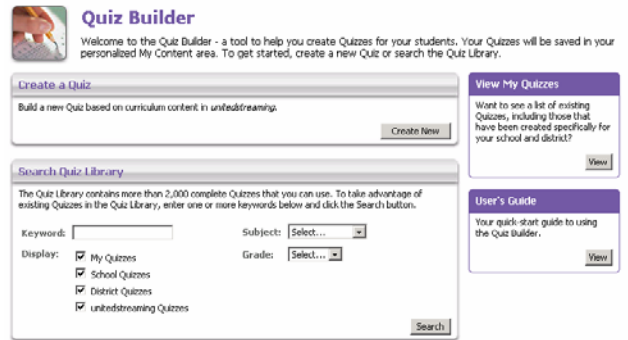 Quiz Builder
Welcome to the Quiz Builder - a tool to help you create Quizzes for your students. Your Quizzes will be saved in your
personalized My Content area. To get started, create a new Quiz or search the Quiz Library.
Create a Quiz
Build a new Quiz based on curriculum content in unitedstreaming.
Create New
Search Quiz Library
The Quiz Library contains more than 2,000 complete Quizzes that you can use. To take advantage of
existing Quizzes in the Quiz Library, enter one or more keywords below and click the Search button.
Keyword: Subject: Select...
Display: My Quizzes Grade: Select...
School Quizzes
District Quizzes
unitedstreaming Quizzes
Search
View My Quizzes
Want to see a list of existing
Quizzes, including those that
have been created specifically for
your school and district?
View
User's Guide
Your quick-start guide to using
the Quiz Builder.
View